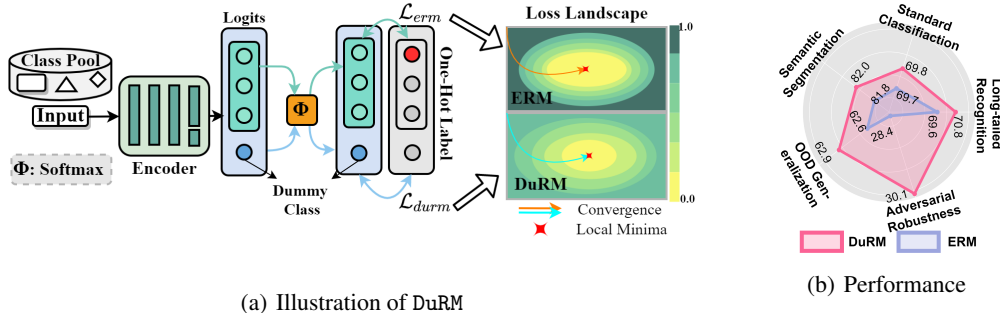 Class Pool
Input
Encoder
Φ: Softmax
Logits
Φ
Dummy
Class
One-Hot Label
ℒerm
ℒdurm
Loss Landscape
ERM
DuRM
1.0
0.0
Convergence
Local Minima
(a) Illustration of DuRM
Standard
Classifiaction
Semantic
Segmentation
Long-tailed
Recognition
OOD Gen-
eralization
Adversarial
Robustness
82.0
69.8
81.8
69.7
70.8
69.6
62.6
28.4
62.9
30.1
DuRM
ERM
(b) Performance